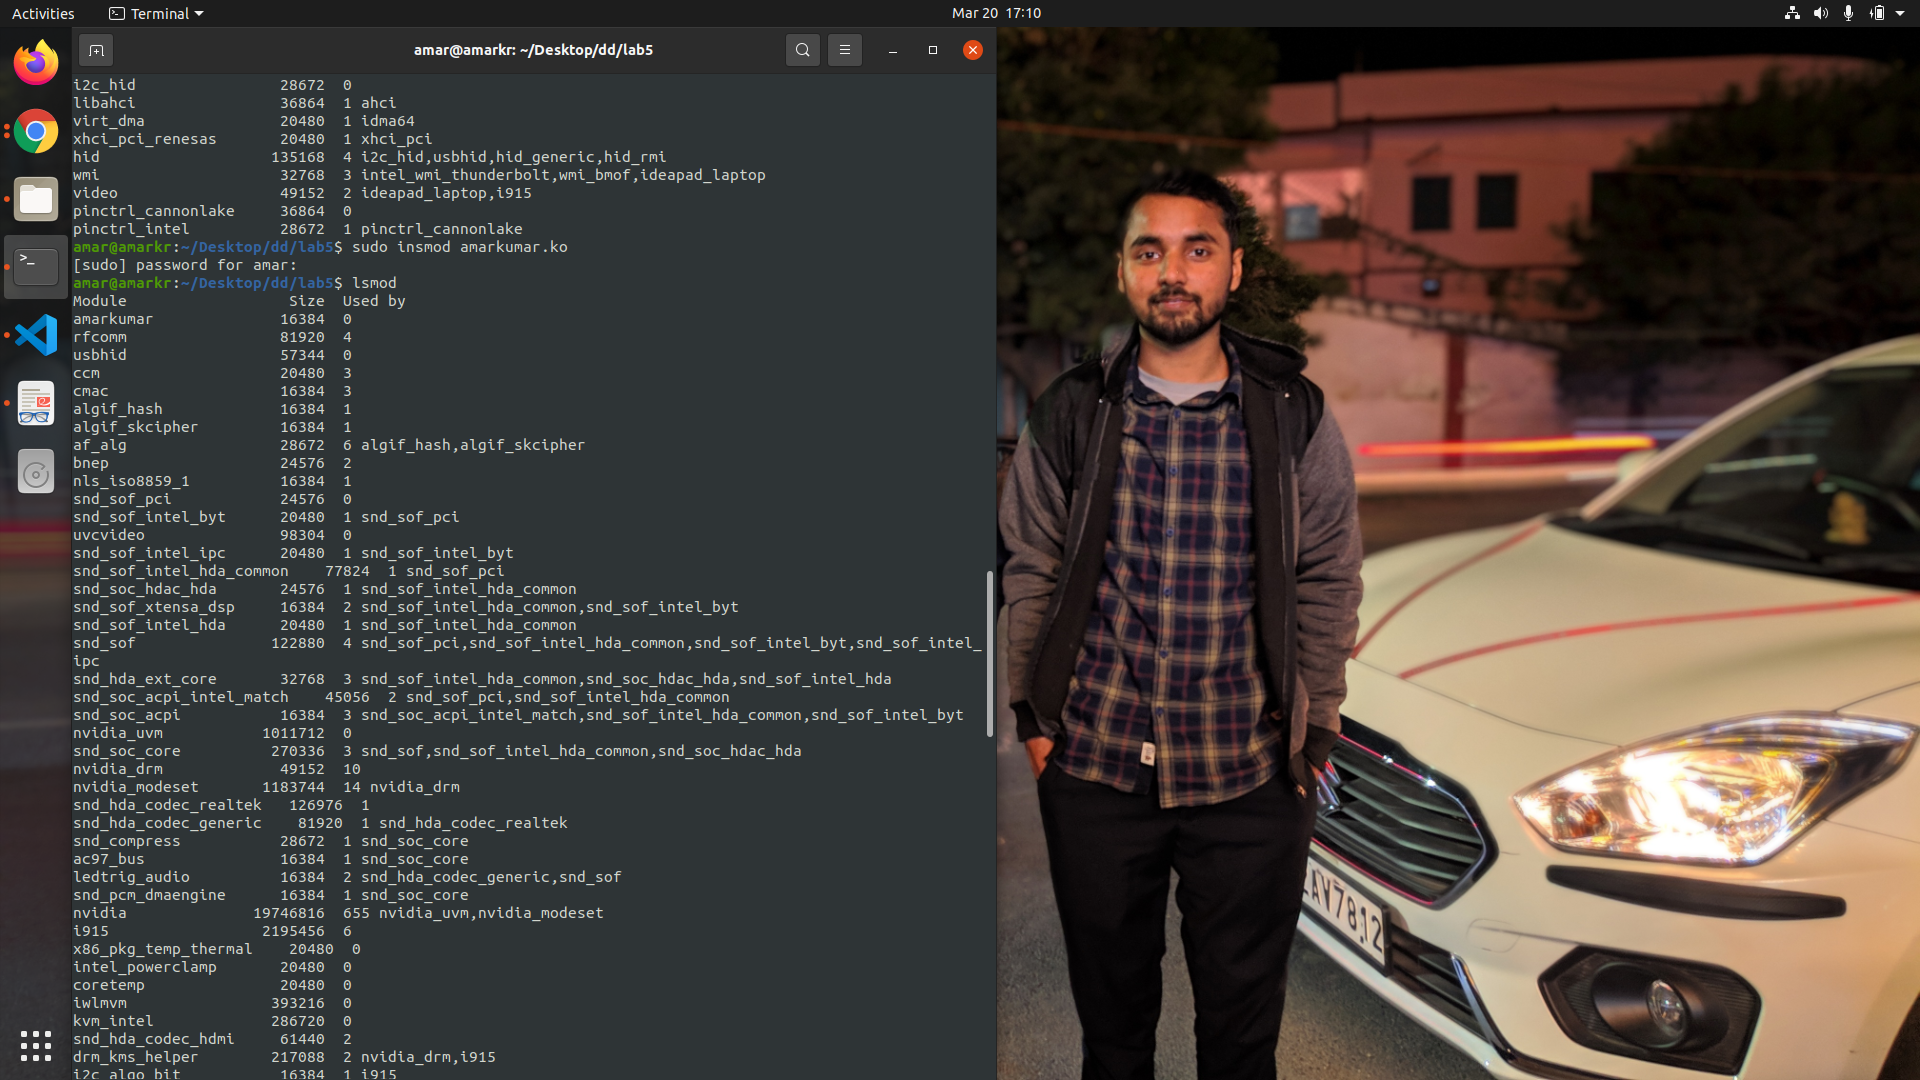 Activities
Terminal
Mar 20 17:10
amar@amarkr: ~/Desktop/dd/lab5
i2c_hid 28672 0
libahci 36864 1 ahci
virt_dma 20480 1 idma64
xhci_pci_renesas 20480 1 xhci_pci
hid 135168 4 i2c_hid,usbhid,hid_generic,hid_rmi
wmi 32768 3 intel_wmi_thunderbolt,wmi_bmof,ideapad_laptop
video 49152 2 ideapad_laptop,i915
pinctrl_cannonlake 36864 0
pinctrl_intel 28672 1 pinctrl_cannonlake
amar@amarkr:~/Desktop/dd/lab5$ sudo insmod amarkumar.ko
[sudo] password for amar:
amar@amarkr:~/Desktop/dd/lab5$ lsmod
Module Size Used by
amarkumar 16384 0
rfcomm 81920 4
usbhid 57344 0
ccm 20480 3
cmac 16384 3
algif_hash 16384 1
algif_skcipher 16384 1
af_alg 28672 6 algif_hash,algif_skcipher
bnep 24576 2
nls_iso8859_1 16384 1
snd_sof_pci 24576 0
snd_sof_intel_byt 20480 1 snd_sof_pci
uvcvideo 98304 0
snd_sof_intel_ipc 20480 1 snd_sof_intel_byt
snd_sof_intel_hda_common 77824 1 snd_sof_pci
snd_soc_hdac_hda 24576 1 snd_sof_intel_hda_common
snd_sof_xtensa_dsp 16384 2 snd_sof_intel_hda_common,snd_sof_intel_byt
snd_sof_intel_hda 20480 1 snd_sof_intel_hda_common
snd_sof 122880 4 snd_sof_pci,snd_sof_intel_hda_common,snd_sof_intel_byt,snd_sof_intel_
ipc
snd_hda_ext_core 32768 3 snd_sof_intel_hda_common,snd_soc_hdac_hda,snd_sof_intel_hda
snd_soc_acpi_intel_match 45056 2 snd_sof_pci,snd_sof_intel_hda_common
snd_soc_acpi 16384 3 snd_soc_acpi_intel_match,snd_sof_intel_hda_common,snd_sof_intel_byt
nvidia_uvm 1011712 0
snd_soc_core 270336 3 snd_sof,snd_sof_intel_hda_common,snd_soc_hdac_hda
nvidia_drm 49152 10
nvidia_modeset 1183744 14 nvidia_drm
snd_hda_codec_realtek 126976 1
snd_hda_codec_generic 81920 1 snd_hda_codec_realtek
snd_compress 28672 1 snd_soc_core
ac97_bus 16384 1 snd_soc_core
ledtrig_audio 16384 2 snd_hda_codec_generic,snd_sof
snd_pcm_dmaengine 16384 1 snd_soc_core
nvidia 19746816 655 nvidia_uvm,nvidia_modeset
i915 2195456 6
x86_pkg_temp_thermal 20480 0
intel_powerclamp 20480 0
coretemp 20480 0
iwlmvm 393216 0
kvm_intel 286720 0
snd_hda_codec_hdmi 61440 2
drm_kms_helper 217088 2 nvidia_drm,i915
i2c_algo_bit 16384 1 i915
AV7812